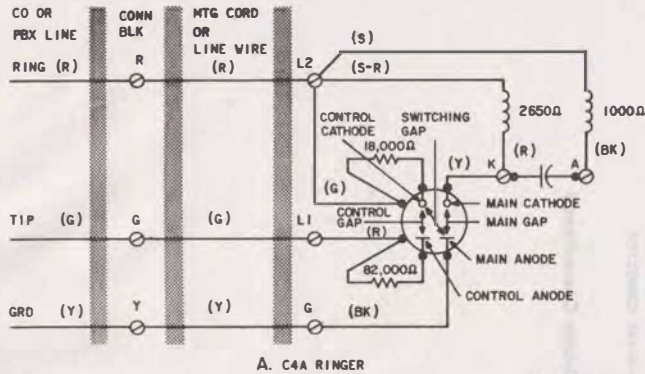 CO OR
PBX LINE
CONN
BLK
MTG CORD
OR
LINE WIRE
RING (R)
R
(R)
L2
(S)
(S-R)
2650Ω
1000Ω
CONTROL
CATHODE
SWITCHING
GAP
18,000Ω
(Y)
K
(R)
A
(BK)
(G)
MAIN CATHODE
CONTROL
GAP
MAIN GAP
TIP (G)
G
(G)
L1
(R)
MAIN ANODE
82,000Ω
CONTROL ANODE
GRD (Y)
Y
(Y)
G
(BK)
A. C4A RINGER